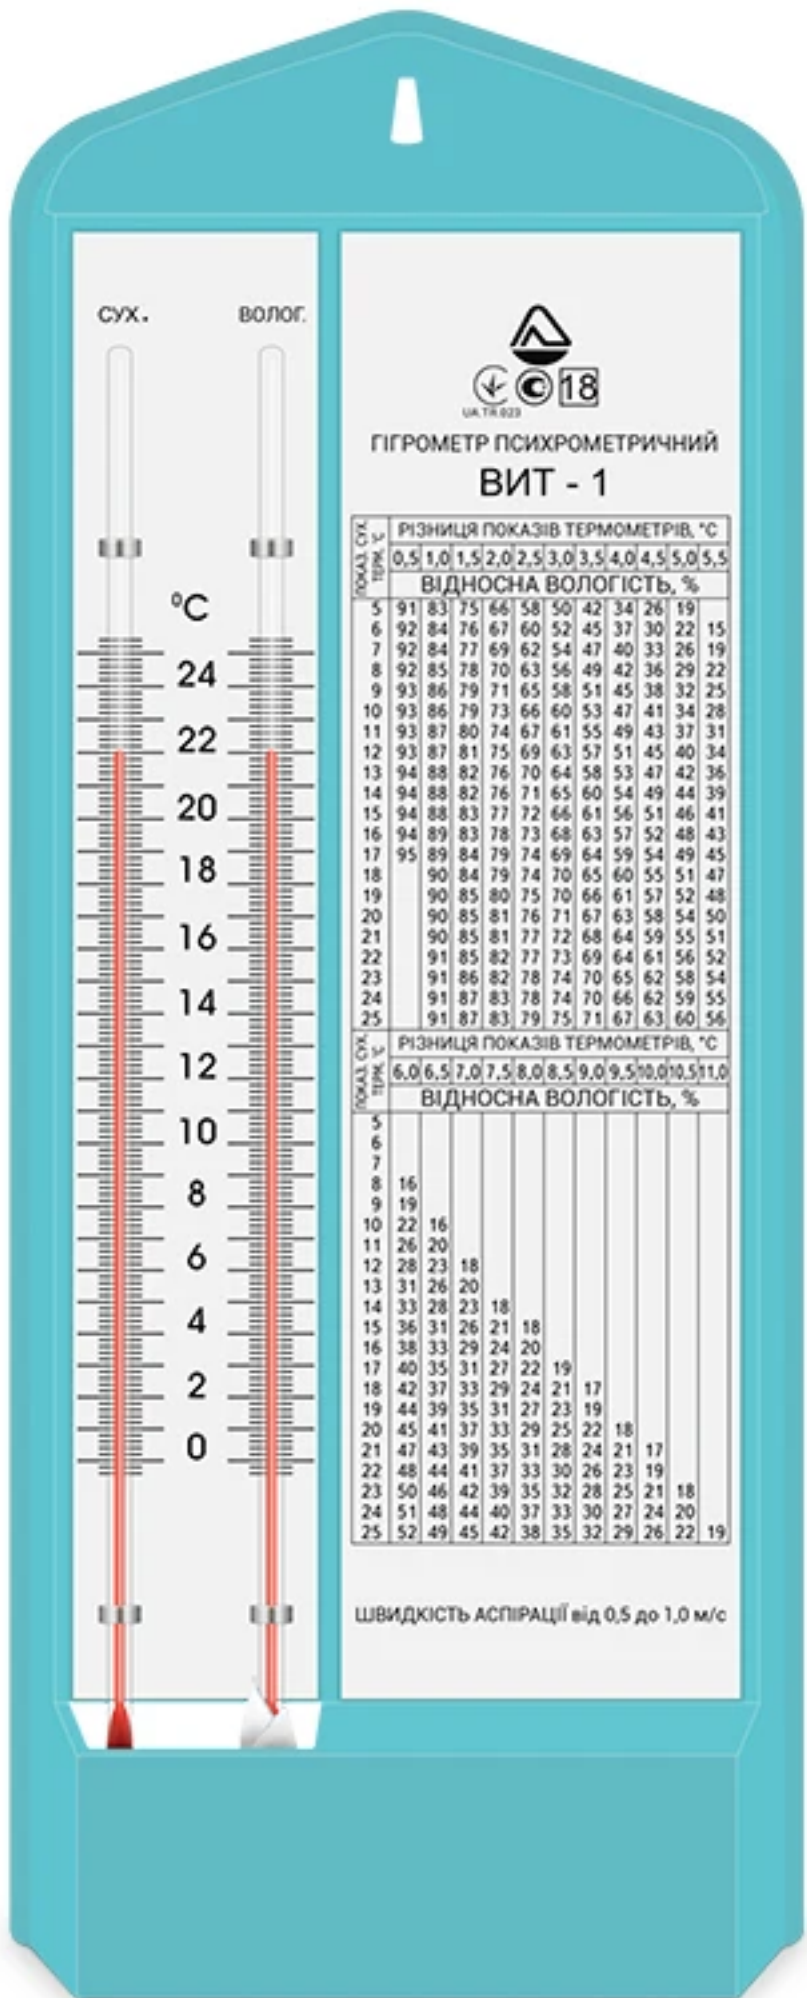 СУХ.
ВОЛОГ.
°C
24
22
20
18
16
14
12
10
8
6
4
2
0
UA.TR.023
18
ГІГРОМЕТР ПСИХРОМЕТРИЧНИЙ
ВИТ - 1
ПОКАЗ. СУХ. ТЕРМ, °C
РІЗНИЦЯ ПОКАЗІВ ТЕРМОМЕТРІВ, °C
0,5 1,0 1,5 2,0 2,5 3,0 3,5 4,0 4,5 5,0 5,5
ВІДНОСНА ВОЛОГІСТЬ, %
5 91 83 75 66 58 50 42 34 26 19
6 92 84 76 67 60 52 45 37 30 22 15
7 92 84 77 69 62 54 47 40 33 26 19
8 92 85 78 70 63 56 49 42 36 29 22
9 93 86 79 71 65 58 51 45 38 32 25
10 93 86 79 73 66 60 53 47 41 34 28
11 93 87 80 74 67 61 55 49 43 37 31
12 93 87 81 75 69 63 57 51 45 40 34
13 94 88 82 76 70 64 58 53 47 42 36
14 94 88 82 76 71 65 60 54 49 44 39
15 94 88 83 77 72 66 61 56 51 46 41
16 94 89 83 78 73 68 63 57 52 48 43
17 95 89 84 79 74 69 64 59 54 49 45
18 90 84 79 74 70 65 60 55 51 47
19 90 85 80 75 70 66 61 57 52 48
20 90 85 81 76 71 67 63 58 54 50
21 90 85 81 77 72 68 64 59 55 51
22 91 85 82 77 73 69 64 61 56 52
23 91 86 82 78 74 70 65 62 58 54
24 91 87 83 78 74 70 66 62 59 55
25 91 87 83 79 75 71 67 63 60 56
ПОКАЗ. СУХ. ТЕРМ, °C
РІЗНИЦЯ ПОКАЗІВ ТЕРМОМЕТРІВ, °C
6,0 6,5 7,0 7,5 8,0 8,5 9,0 9,5 10,0 10,5 11,0
ВІДНОСНА ВОЛОГІСТЬ, %
5
6
7
8 16
9 19
10 22 16
11 26 20
12 28 23 18
13 31 26 20
14 33 28 23 18
15 36 31 26 21 18
16 38 33 29 24 20
17 40 35 31 27 22 19
18 42 37 33 29 24 21 17
19 44 39 35 31 27 23 19
20 45 41 37 33 29 25 22 18
21 47 43 39 35 31 28 24 21 17
22 48 44 41 37 33 30 26 23 19
23 50 46 42 39 35 32 28 25 21 18
24 51 48 44 40 37 33 30 27 24 20
25 52 49 45 42 38 35 32 29 26 22 19
ШВИДКІСТЬ АСПІРАЦІЇ від 0,5 до 1,0 м/с